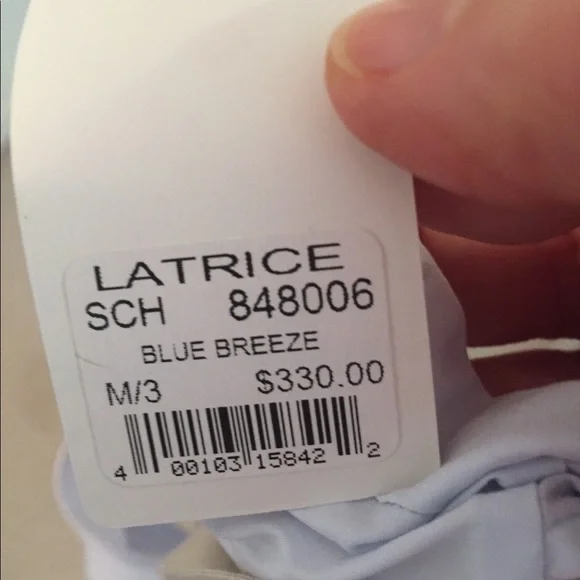 LATRICE
SCH 848006
BLUE BREEZE
M/3 $330.00
4 00103 15842 2